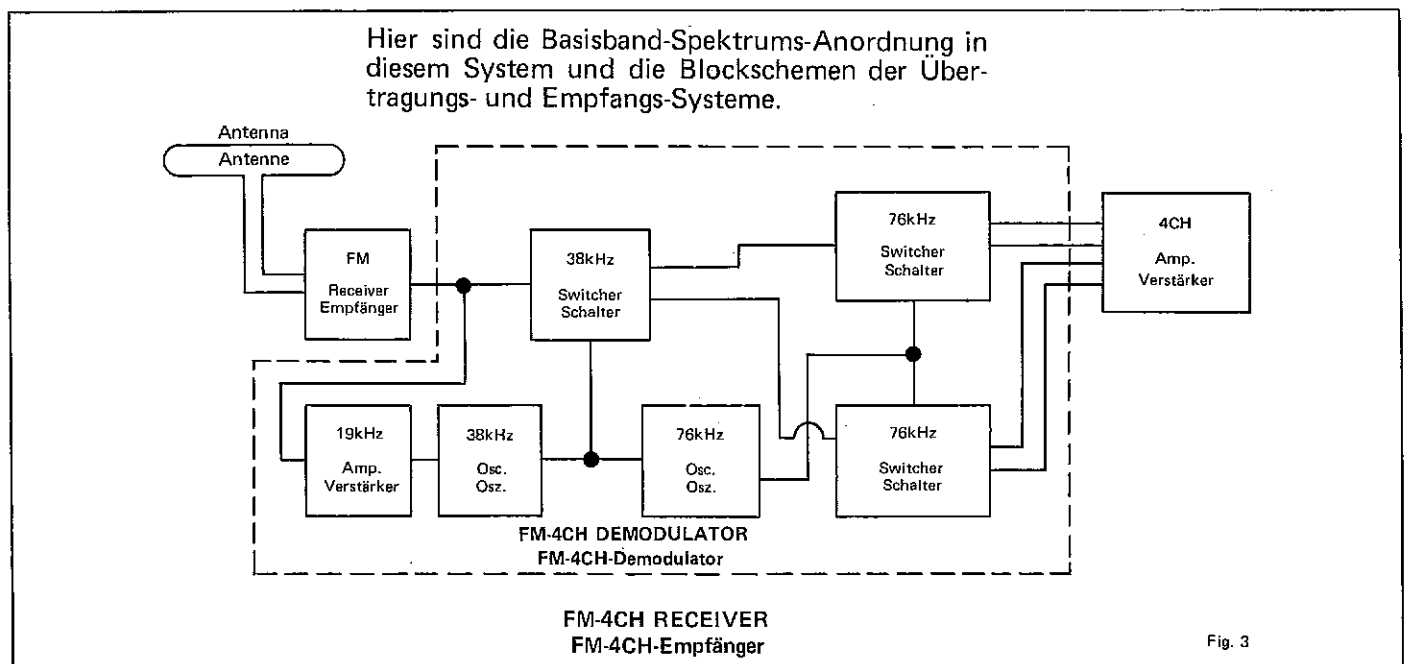 Hier sind die Basisband-Spektrums-Anordnung in
diesem System und die Blockschemen der Über-
tragungs- und Empfangs-Systeme.
Antenna
Antenne
FM
Receiver
Empfänger
38kHz
Switcher
Schalter
76kHz
Switcher
Schalter
4CH
Amp.
Verstärker
19kHz
Amp.
Verstärker
38kHz
Osc.
Osz.
76kHz
Osc.
Osz.
76kHz
Switcher
Schalter
FM-4CH DEMODULATOR
FM-4CH-Demodulator
FM-4CH RECEIVER
FM-4CH-Empfänger
Fig. 3